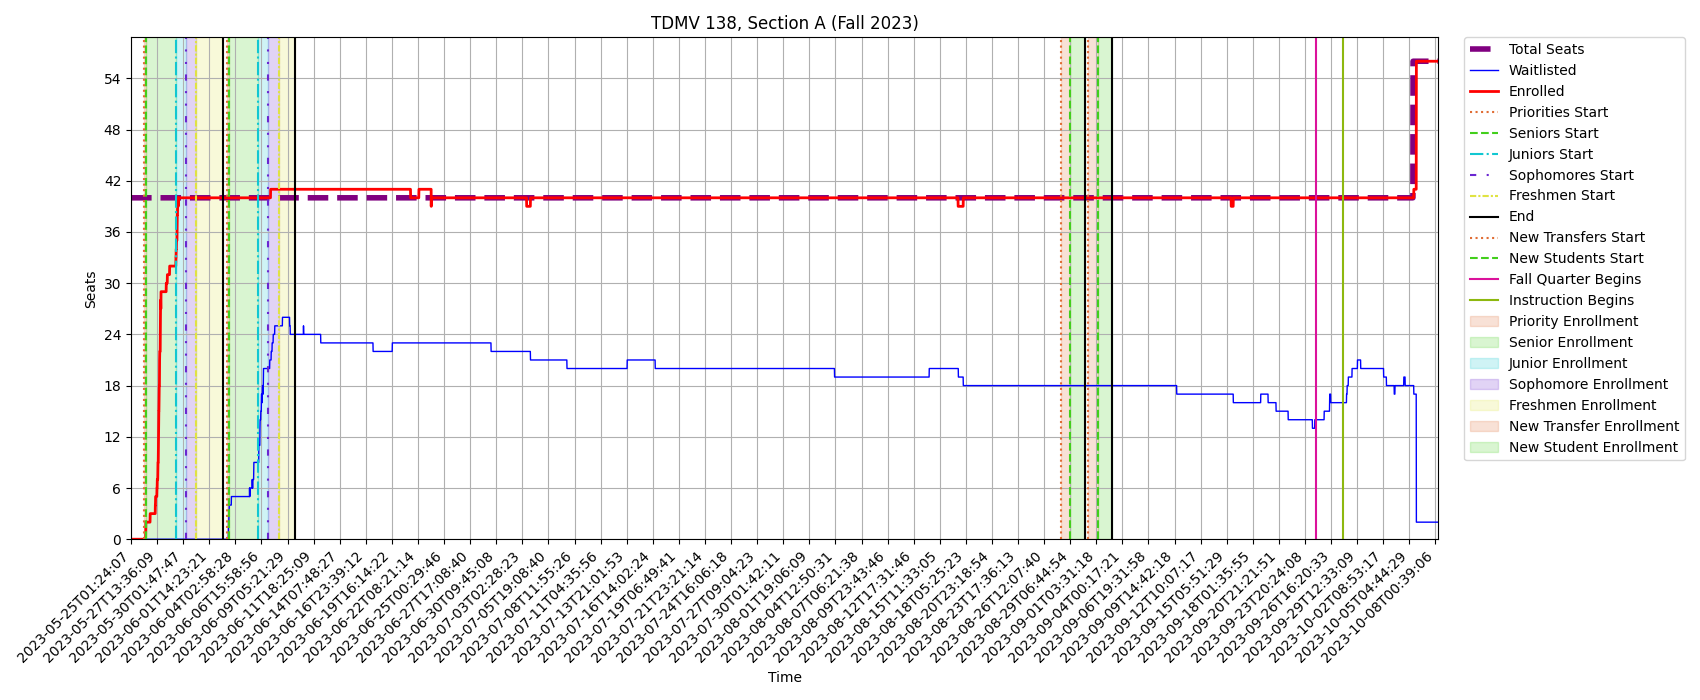 TDMV 138, Section A (Fall 2023)
Seats
54
48
42
36
30
24
18
12
6
0
2023-05-25T01:24:07
2023-05-27T13:36:09
2023-05-30T01:47:47
2023-06-01T14:23:21
2023-06-04T02:58:28
2023-06-06T15:58:56
2023-06-09T05:21:29
2023-06-11T18:25:09
2023-06-14T07:48:27
2023-06-16T23:39:12
2023-06-19T16:14:22
2023-06-22T08:21:14
2023-06-25T00:29:46
2023-06-27T17:08:40
2023-06-30T09:45:08
2023-07-03T02:28:23
2023-07-05T19:08:40
2023-07-08T11:55:26
2023-07-11T04:35:56
2023-07-13T21:01:53
2023-07-16T14:02:24
2023-07-19T06:49:41
2023-07-21T23:21:14
2023-07-24T16:06:18
2023-07-27T09:04:23
2023-07-30T01:42:11
2023-08-01T19:06:09
2023-08-04T12:50:31
2023-08-07T06:21:38
2023-08-09T23:43:46
2023-08-12T17:31:46
2023-08-15T11:33:05
2023-08-18T05:25:23
2023-08-20T23:18:54
2023-08-23T17:36:13
2023-08-26T12:07:40
2023-08-29T06:44:54
2023-09-01T03:31:18
2023-09-04T00:17:21
2023-09-06T19:31:58
2023-09-09T14:42:18
2023-09-12T10:07:17
2023-09-15T05:51:29
2023-09-18T01:35:55
2023-09-20T21:21:51
2023-09-23T20:24:08
2023-09-26T16:20:33
2023-09-29T12:33:09
2023-10-02T08:53:17
2023-10-05T04:44:29
2023-10-08T00:39:06
Time
Total Seats
Waitlisted
Enrolled
Priorities Start
Seniors Start
Juniors Start
Sophomores Start
Freshmen Start
End
New Transfers Start
New Students Start
Fall Quarter Begins
Instruction Begins
Priority Enrollment
Senior Enrollment
Junior Enrollment
Sophomore Enrollment
Freshmen Enrollment
New Transfer Enrollment
New Student Enrollment